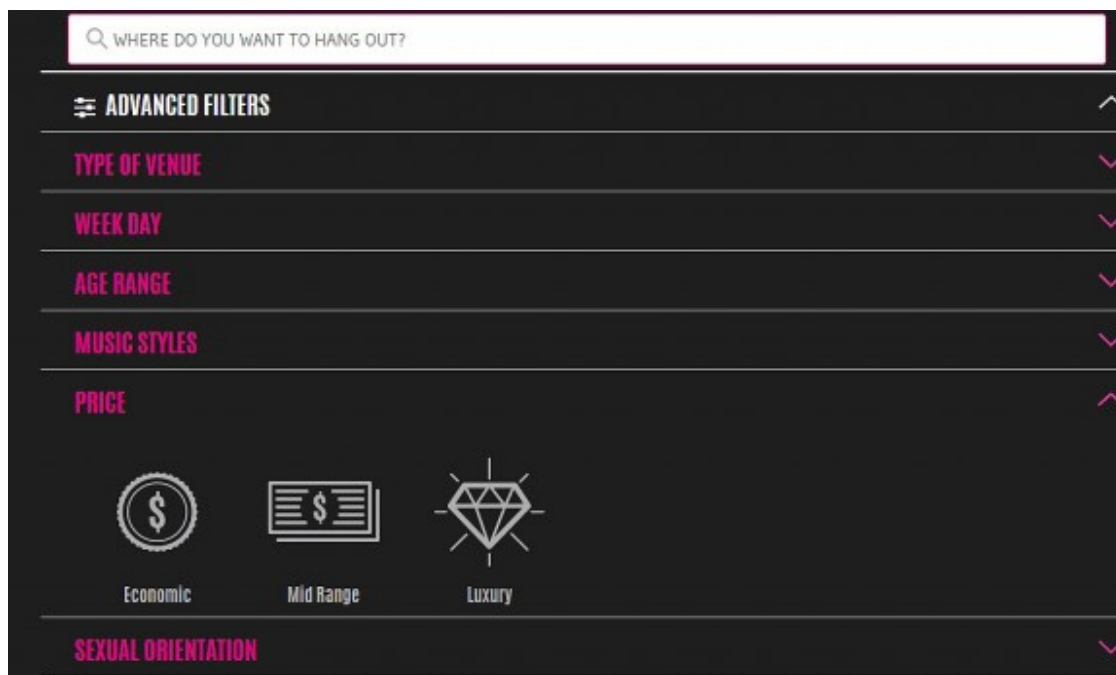 WHERE DO YOU WANT TO HANG OUT?
ADVANCED FILTERS
TYPE OF VENUE
WEEK DAY
AGE RANGE
MUSIC STYLES
PRICE
$ $
Economic Mid Range Luxury
SEXUAL ORIENTATION